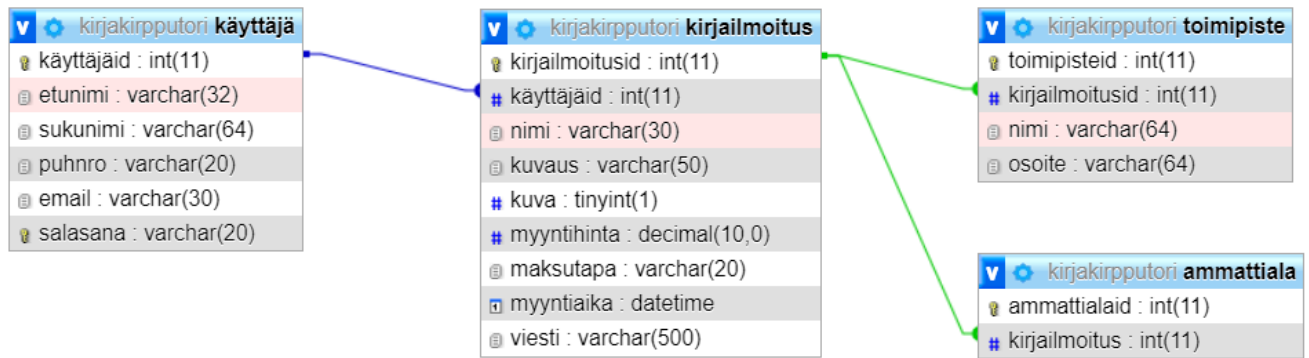 kirjakirpputori käyttäjä
käyttäjäid : int(11)
etunimi : varchar(32)
sukunimi : varchar(64)
puhnro : varchar(20)
email : varchar(30)
salasana : varchar(20)
kirjakirpputori kirjailmoitus
kirjailmoitusid : int(11)
käyttäjäid : int(11)
nimi : varchar(30)
kuvaus : varchar(50)
kuva : tinyint(1)
myyntihinta : decimal(10,0)
maksutapa : varchar(20)
myyntiaika : datetime
viesti : varchar(500)
kirjakirpputori toimipiste
toimipisteid : int(11)
kirjailmoitusid : int(11)
nimi : varchar(64)
osoite : varchar(64)
kirjakirpputori ammattiala
ammattialaid : int(11)
kirjailmoitus : int(11)